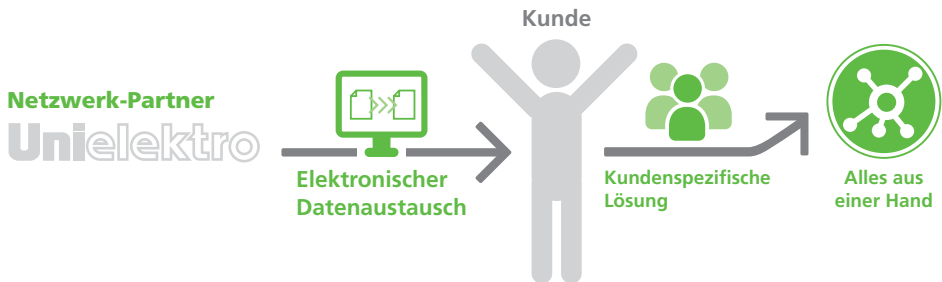 Kunde
Netzwerk-Partner
Unielektro
Elektronischer
Datenaustausch
Kundenspezifische
Lösung
Alles aus
einer Hand